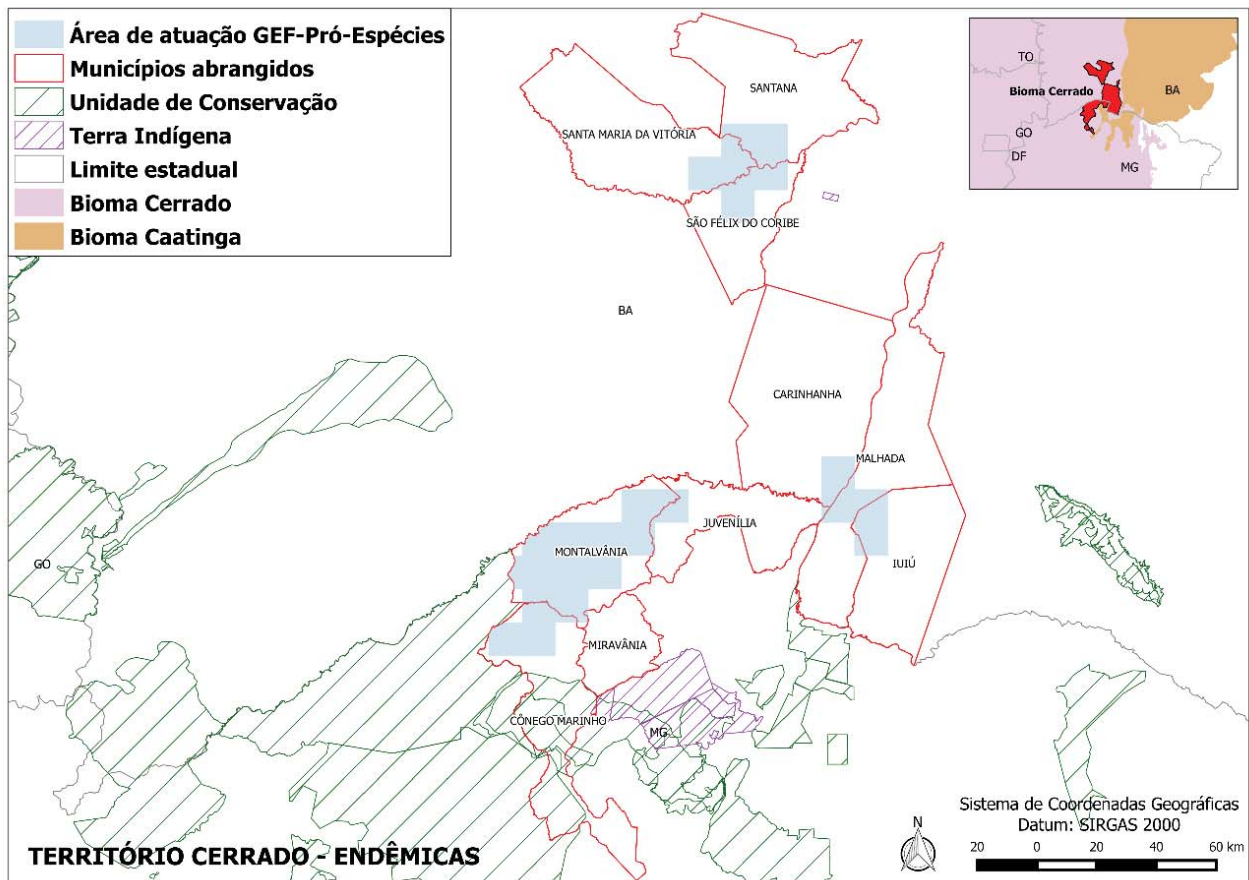 Área de atuação GEF-Pró-Espécies
Municípios abrangidos
Unidade de Conservação
Terra Indígena
Limite estadual
Bioma Cerrado
Bioma Caatinga
TO
Bioma Cerrado
BA
GO
DF
MG
SANTANA
SANTA MARIA DA VITÓRIA
SÃO FÉLIX DO CORIBE
BA
CARINHANHA
MALHADA
JUVENÍLIA
MONTALVÂNIA
IUIÚ
GO
MIRAVÂNIA
CÔNEGO MARINHO
MG
Sistema de Coordenadas Geográficas
Datum: SIRGAS 2000
N
20 0 20 40 60 km
TERRITÓRIO CERRADO - ENDÊMICAS